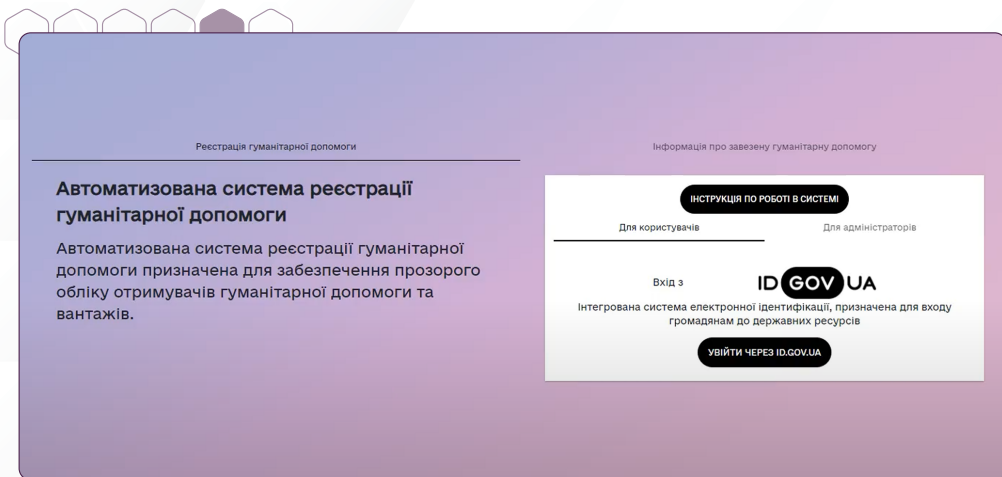 Реєстрація гуманітарної допомоги
Інформація про завезену гуманітарну допомогу
Автоматизована система реєстрації
гуманітарної допомоги
Автоматизована система реєстрації гуманітарної
допомоги призначена для забезпечення прозорого
обліку отримувачів гуманітарної допомоги та
вантажів.
ІНСТРУКЦІЯ ПО РОБОТІ В СИСТЕМІ
Для користувачів
Для адміністраторів
Вхід з
ID GOV UA
Інтегрована система електронної ідентифікації, призначена для входу
громадянам до державних ресурсів
УВІЙТИ ЧЕРЕЗ ID.GOV.UA